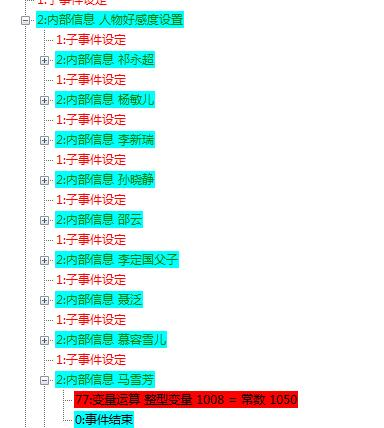 1:子事件设定
2:内部信息 人物好感度设置
1:子事件设定
2:内部信息 祁永超
1:子事件设定
2:内部信息 杨敏儿
1:子事件设定
2:内部信息 李新瑞
1:子事件设定
2:内部信息 孙晓静
1:子事件设定
2:内部信息 邵云
1:子事件设定
2:内部信息 李定国父子
1:子事件设定
2:内部信息 聂泛
1:子事件设定
2:内部信息 慕容雪儿
1:子事件设定
2:内部信息 马雪芳
77:变量运算 整型变量 1008 = 常数 1050
0:事件结束